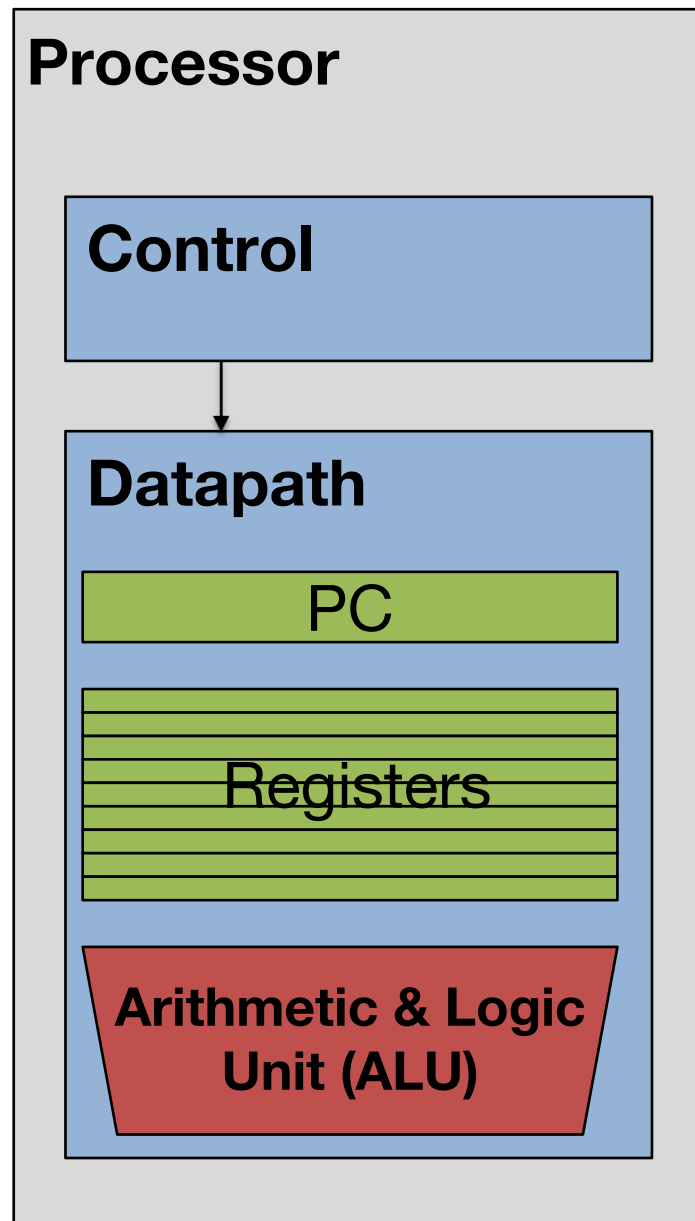 Processor
Control
Datapath
PC
Registers
Arithmetic & Logic
Unit (ALU)